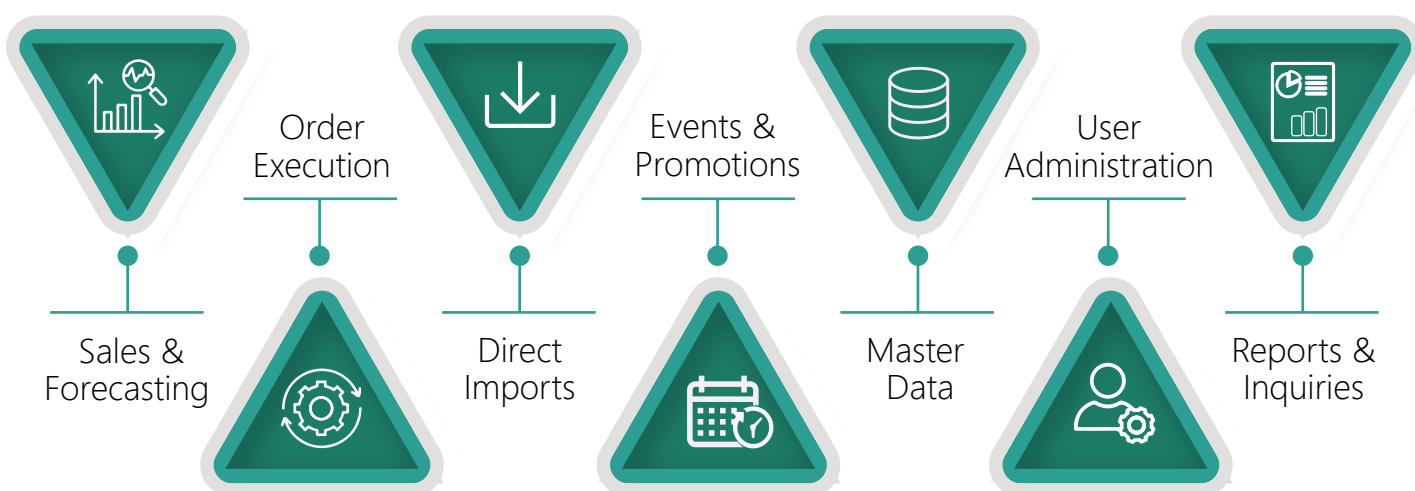 Sales &
Forecasting
Order
Execution
Direct
Imports
Events &
Promotions
Master
Data
User
Administration
Reports &
Inquiries